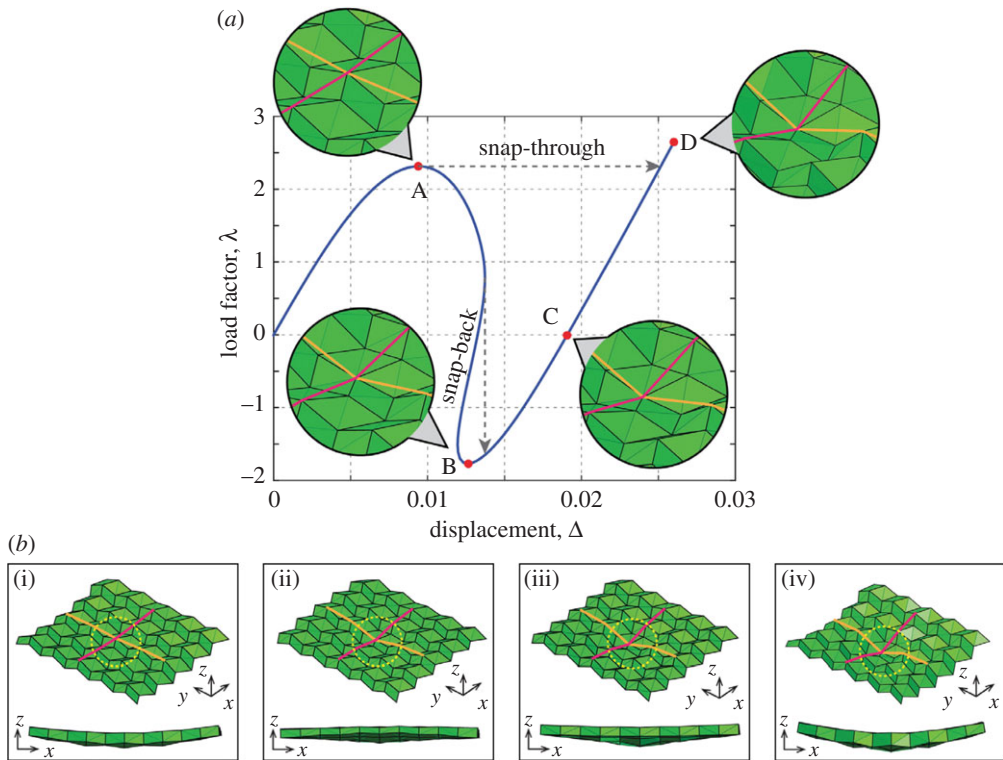 (a)
3
2
1
0
−1
−2
load factor, λ
0
0.01
0.02
0.03
displacement, Δ
A
snap-through
D
snap-back
C
B
(b)
(i)
z
y
x
z
x
(ii)
z
y
x
z
x
(iii)
z
y
x
z
x
(iv)
z
y
x
z
x